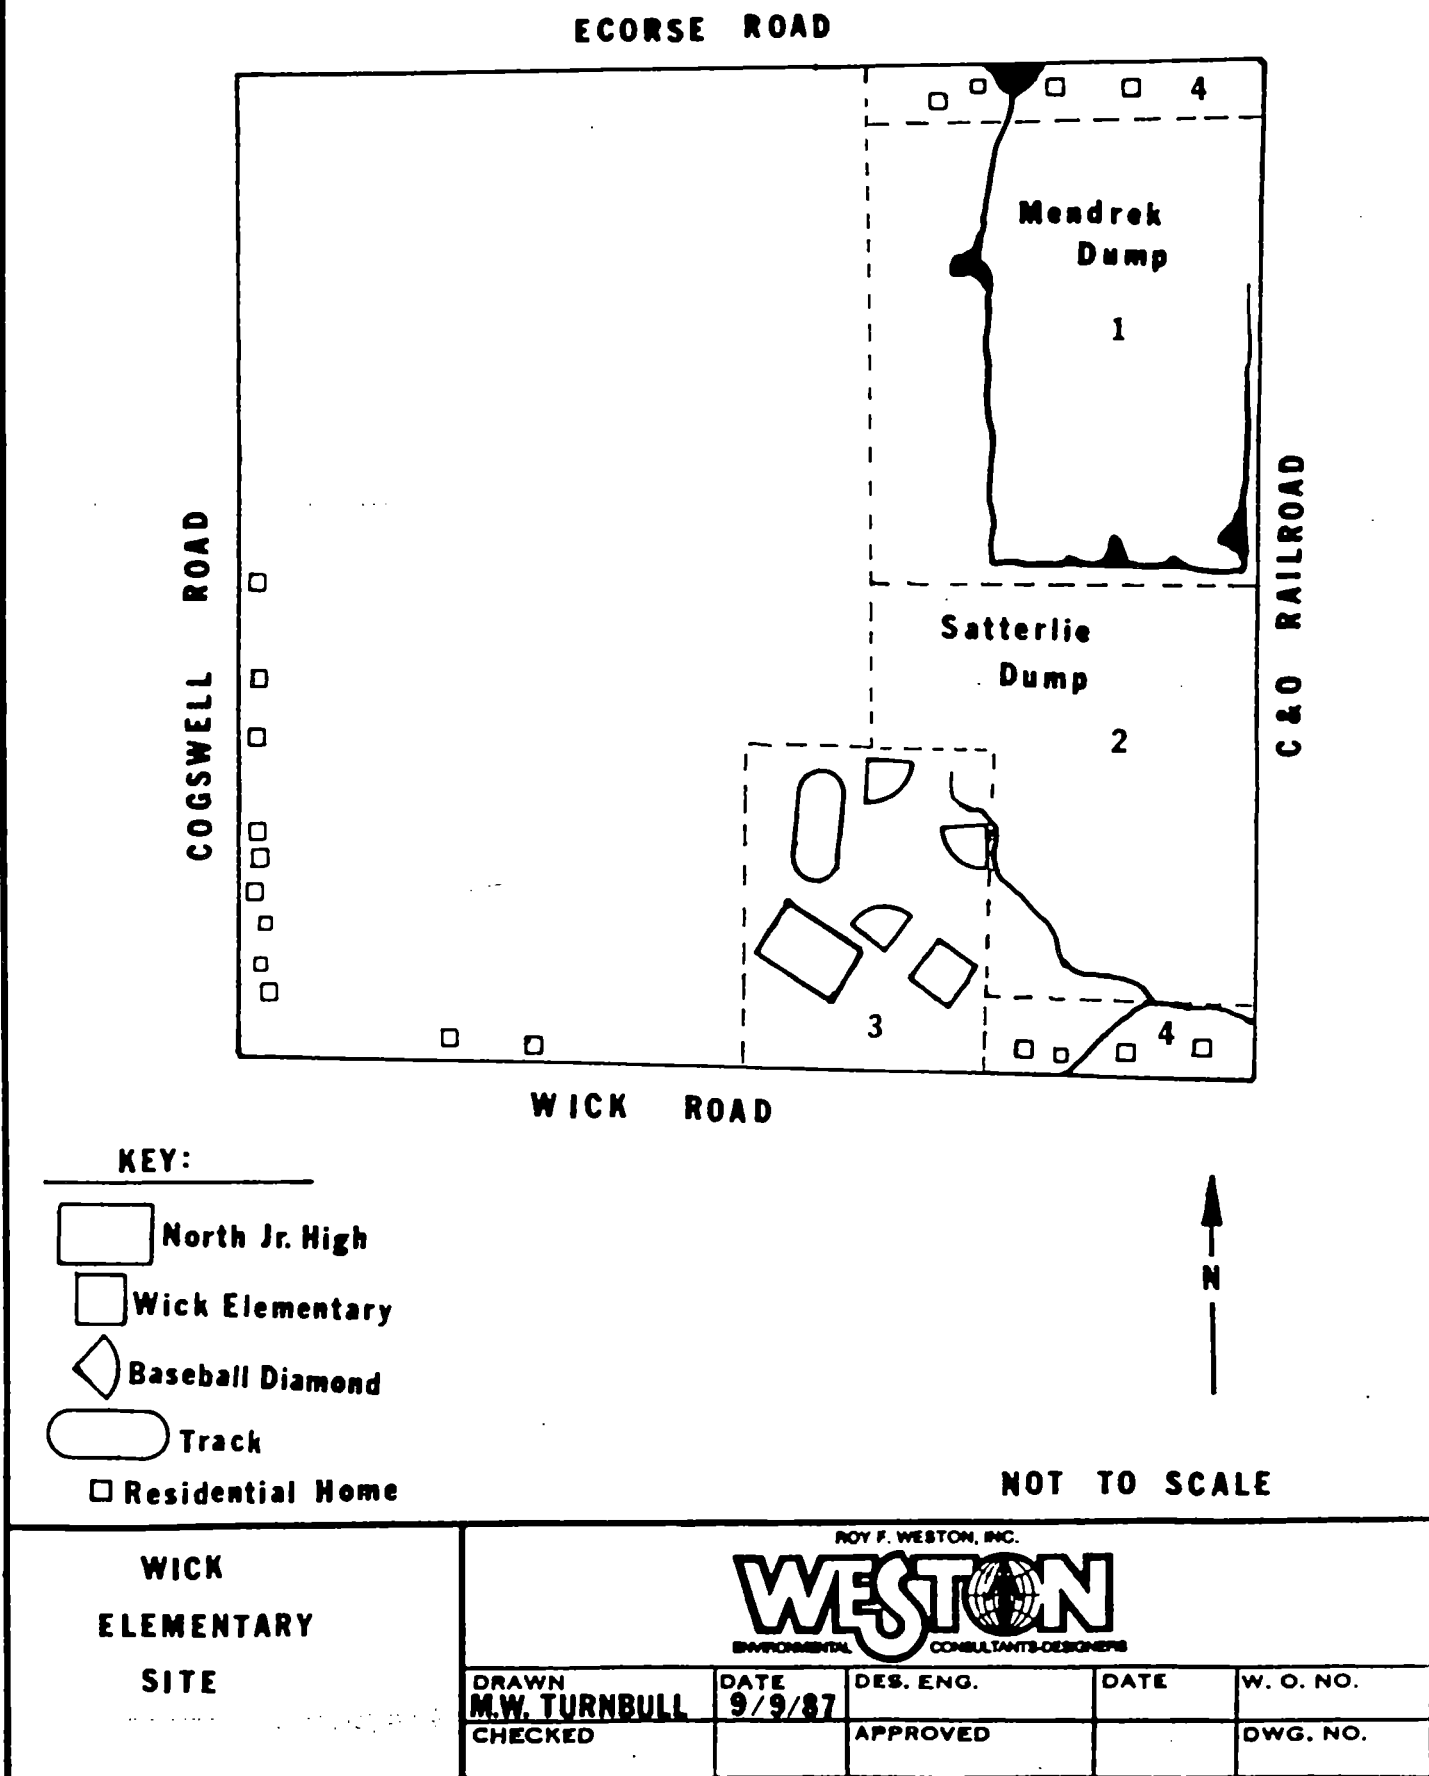 ECORSE ROAD
4
Mendrek
Dump
1
COGSWELL ROAD
C&O RAILROAD
Satterlie
Dump
2
3
4
WICK ROAD
KEY:
North Jr. High
Wick Elementary
Baseball Diamond
Track
Residential Home
N
NOT TO SCALE
WICK
ELEMENTARY
SITE
ROY F. WESTON, INC.
WESTON
ENVIRONMENTAL CONSULTANTS-DESIGNERS
DRAWN DATE DES. ENG. DATE W. O. NO.
M.W. TURNBULL 9/9/87
CHECKED APPROVED DWG. NO.